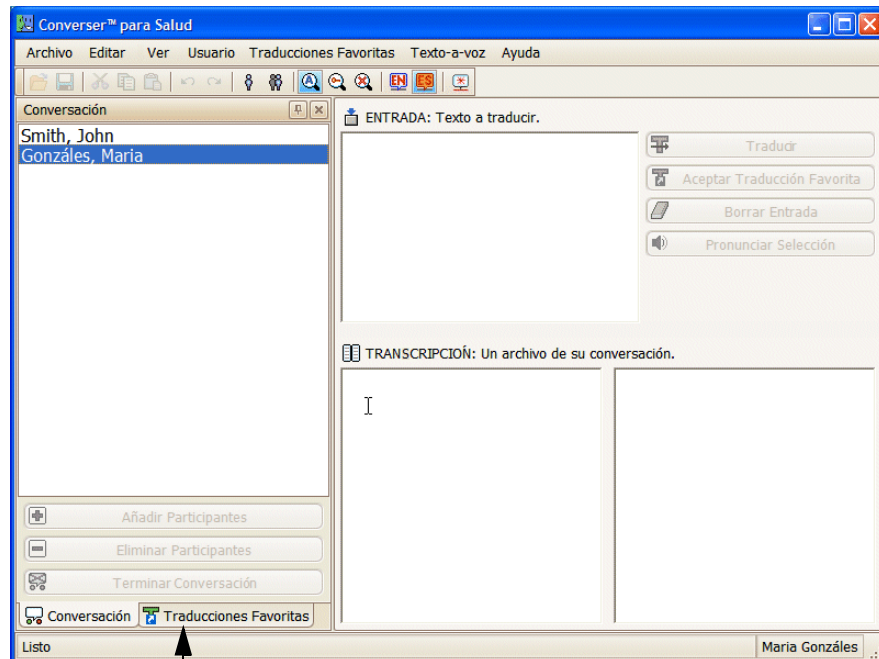 Converser™ para Salud
Archivo Editar Ver Usuario Traducciones Favoritas Texto-a-voz Ayuda
A EN ES
Conversación
Smith, John
Gonzáles, Maria
ENTRADA: Texto a traducir.
Traducir
Aceptar Traducción Favorita
Borrar Entrada
Pronunciar Selección
TRANSCRIPCIOŃ: Un archivo de su conversación.
Añadir Participantes
Eliminar Participantes
Terminar Conversación
Conversación Traducciones Favoritas
Listo Maria Gonzáles